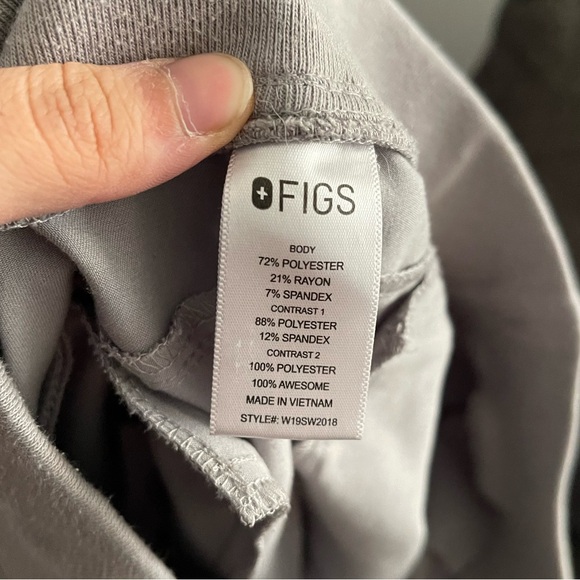 FIGS
BODY
72% POLYESTER
21% RAYON
7% SPANDEX
CONTRAST 1
88% POLYESTER
12% SPANDEX
CONTRAST 2
100% POLYESTER
100% AWESOME
MADE IN VIETNAM
STYLE#: W19SW2018